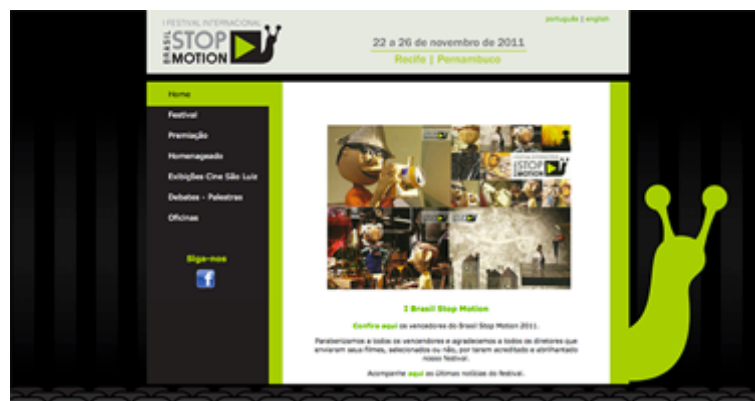 português | english
I FESTIVAL INTERNACIONAL
BRASIL
STOP
MOTION
22 a 26 de novembro de 2011
Recife | Pernambuco
Home
Festival
Premiação
Homenageado
Exibições Cine São Luiz
Debates - Palestras
Oficinas
Siga-nos
f
STOP
MOTION
I Brasil Stop Motion
Confira aqui os vencedores do Brasil Stop Motion 2011.
Parabenizamos a todos os vencendores e agradecemos a todos os diretores que
enviaram seus filmes, selecionados ou não, por terem acreditado e abrilhantado
nosso festival.
Acompanhe aqui as últimas notícias do festival.